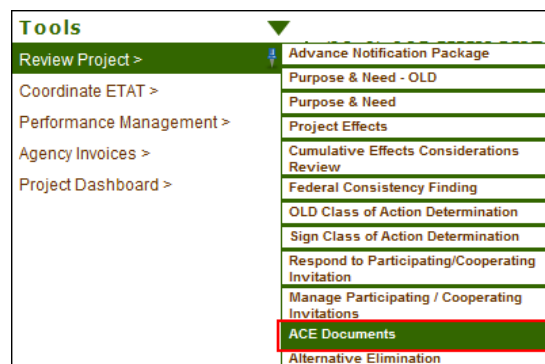 Tools
Review Project >
Coordinate ETAT >
Performance Management >
Agency Invoices >
Project Dashboard >
Advance Notification Package
Purpose & Need - OLD
Purpose & Need
Project Effects
Cumulative Effects Considerations
Review
Federal Consistency Finding
OLD Class of Action Determination
Sign Class of Action Determination
Respond to Participating/Cooperating
Invitation
Manage Participating / Cooperating
Invitations
ACE Documents
Alternative Elimination